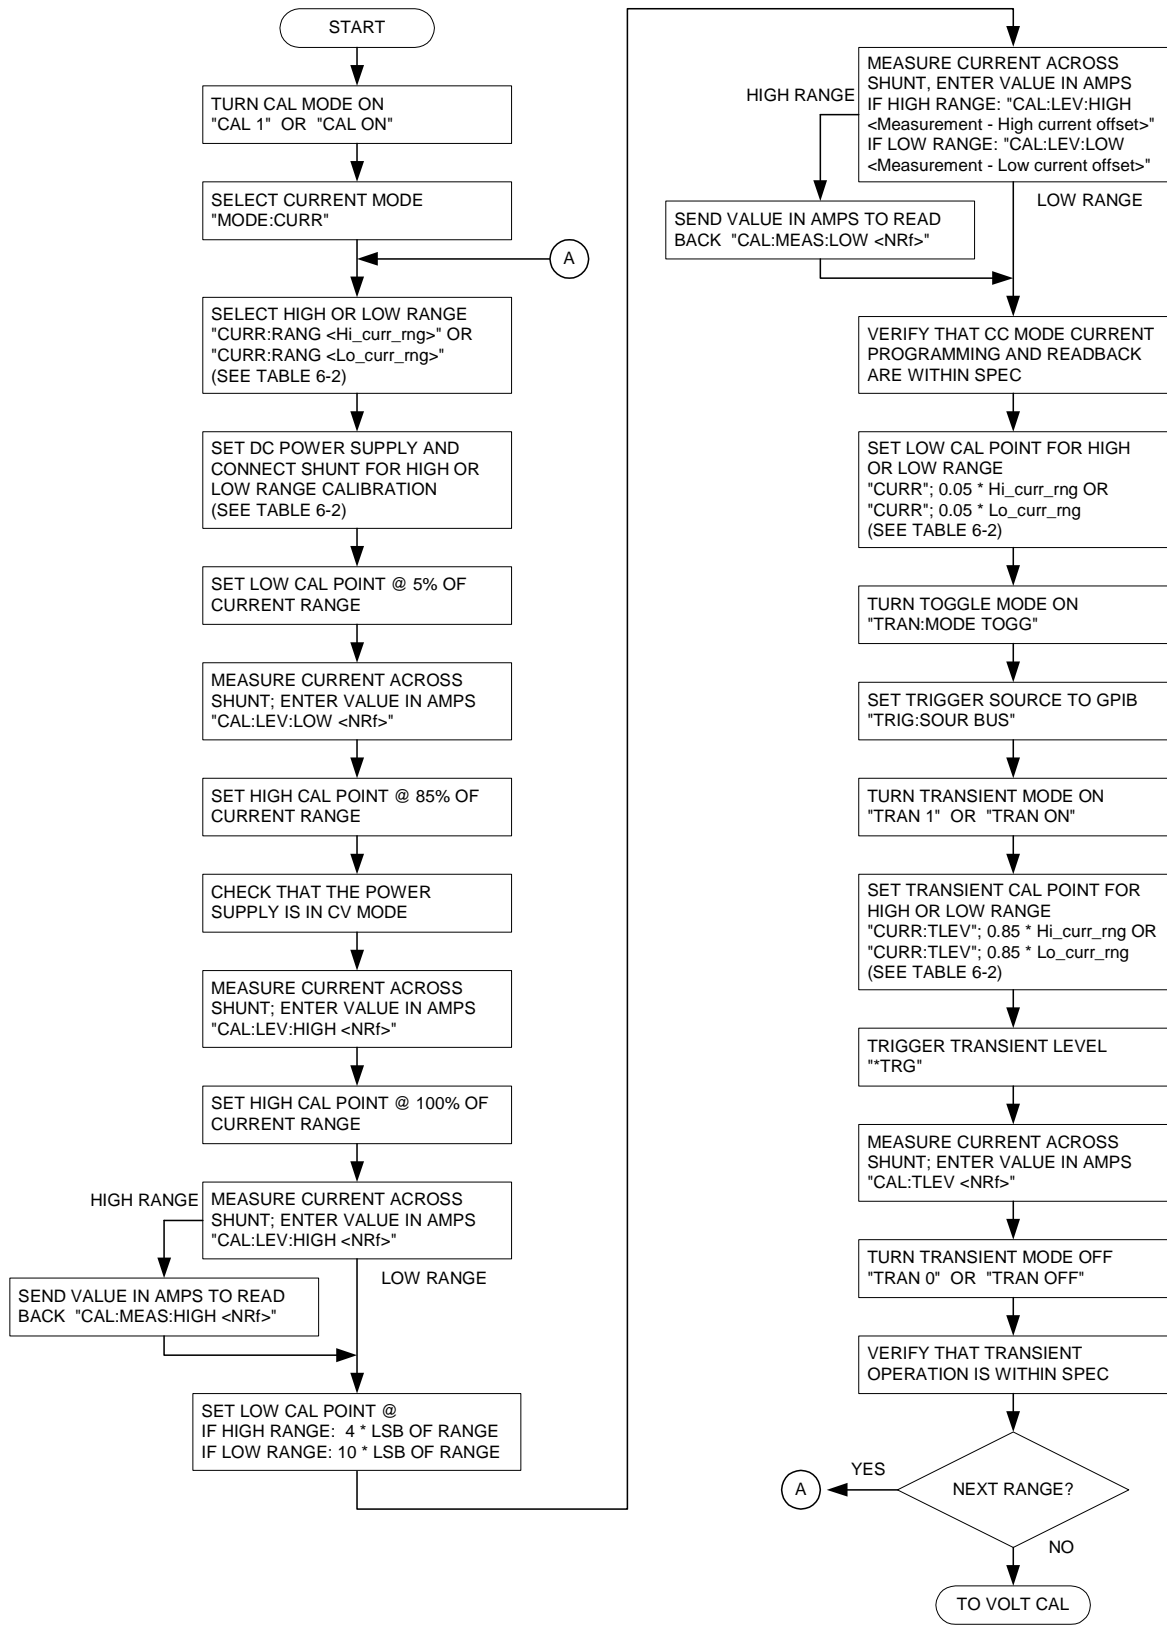 START
TURN CAL MODE ON
"CAL 1" OR "CAL ON"
SELECT CURRENT MODE
"MODE:CURR"
A
SELECT HIGH OR LOW RANGE
"CURR:RANG <Hi_curr_rng>" OR
"CURR:RANG <Lo_curr_rng>"
(SEE TABLE 6-2)
SET DC POWER SUPPLY AND
CONNECT SHUNT FOR HIGH OR
LOW RANGE CALIBRATION
(SEE TABLE 6-2)
SET LOW CAL POINT @ 5% OF
CURRENT RANGE
MEASURE CURRENT ACROSS
SHUNT; ENTER VALUE IN AMPS
"CAL:LEV:LOW <NRf>"
SET HIGH CAL POINT @ 85% OF
CURRENT RANGE
CHECK THAT THE POWER
SUPPLY IS IN CV MODE
MEASURE CURRENT ACROSS
SHUNT; ENTER VALUE IN AMPS
"CAL:LEV:HIGH <NRf>"
SET HIGH CAL POINT @ 100% OF
CURRENT RANGE
HIGH RANGE
MEASURE CURRENT ACROSS
SHUNT; ENTER VALUE IN AMPS
"CAL:LEV:HIGH <NRf>"
LOW RANGE
SEND VALUE IN AMPS TO READ
BACK "CAL:MEAS:HIGH <NRf>"
SET LOW CAL POINT @
IF HIGH RANGE: 4 * LSB OF RANGE
IF LOW RANGE: 10 * LSB OF RANGE
MEASURE CURRENT ACROSS
SHUNT, ENTER VALUE IN AMPS
IF HIGH RANGE: "CAL:LEV:HIGH
<Measurement - High current offset>"
IF LOW RANGE: "CAL:LEV:LOW
<Measurement - Low current offset>"
HIGH RANGE
LOW RANGE
SEND VALUE IN AMPS TO READ
BACK "CAL:MEAS:LOW <NRf>"
VERIFY THAT CC MODE CURRENT
PROGRAMMING AND READBACK
ARE WITHIN SPEC
SET LOW CAL POINT FOR HIGH
OR LOW RANGE
"CURR"; 0.05 * Hi_curr_rng OR
"CURR"; 0.05 * Lo_curr_rng
(SEE TABLE 6-2)
TURN TOGGLE MODE ON
"TRAN:MODE TOGG"
SET TRIGGER SOURCE TO GPIB
"TRIG:SOUR BUS"
TURN TRANSIENT MODE ON
"TRAN 1" OR "TRAN ON"
SET TRANSIENT CAL POINT FOR
HIGH OR LOW RANGE
"CURR:TLEV"; 0.85 * Hi_curr_rng OR
"CURR:TLEV"; 0.85 * Lo_curr_rng
(SEE TABLE 6-2)
TRIGGER TRANSIENT LEVEL
"*TRG"
MEASURE CURRENT ACROSS
SHUNT; ENTER VALUE IN AMPS
"CAL:TLEV <NRf>"
TURN TRANSIENT MODE OFF
"TRAN 0" OR "TRAN OFF"
VERIFY THAT TRANSIENT
OPERATION IS WITHIN SPEC
NEXT RANGE?
YES
A
NO
TO VOLT CAL